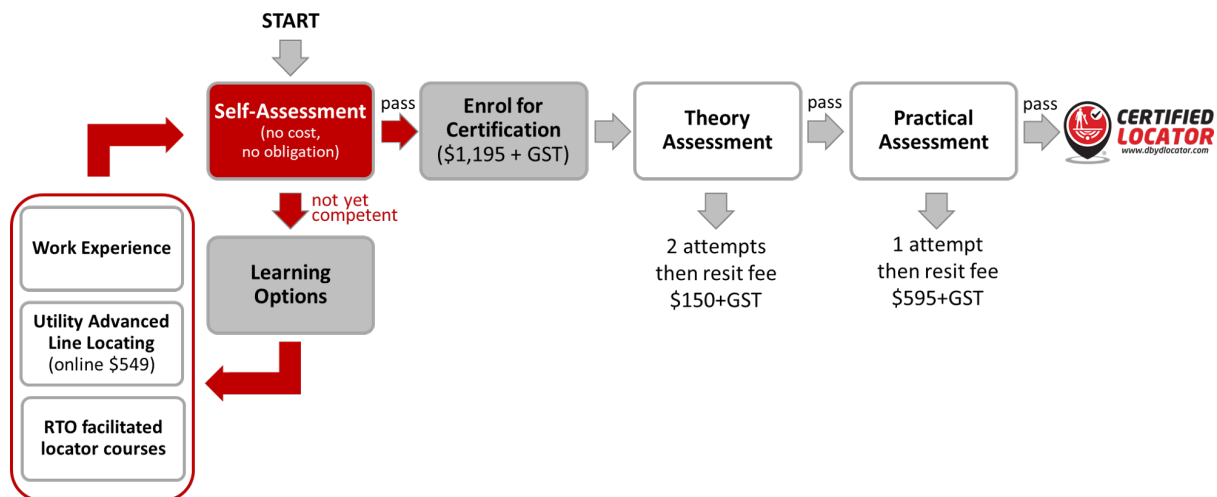 START
Self-Assessment
(no cost,
no obligation)
pass
Enrol for
Certification
($1,195 + GST)
Theory
Assessment
pass
Practical
Assessment
pass
CERTIFIED
LOCATOR
www.dbydlocator.com
not yet
competent
Learning
Options
2 attempts
then resit fee
$150+GST
1 attempt
then resit fee
$595+GST
Work Experience
Utility Advanced
Line Locating
(online $549)
RTO facilitated
locator courses